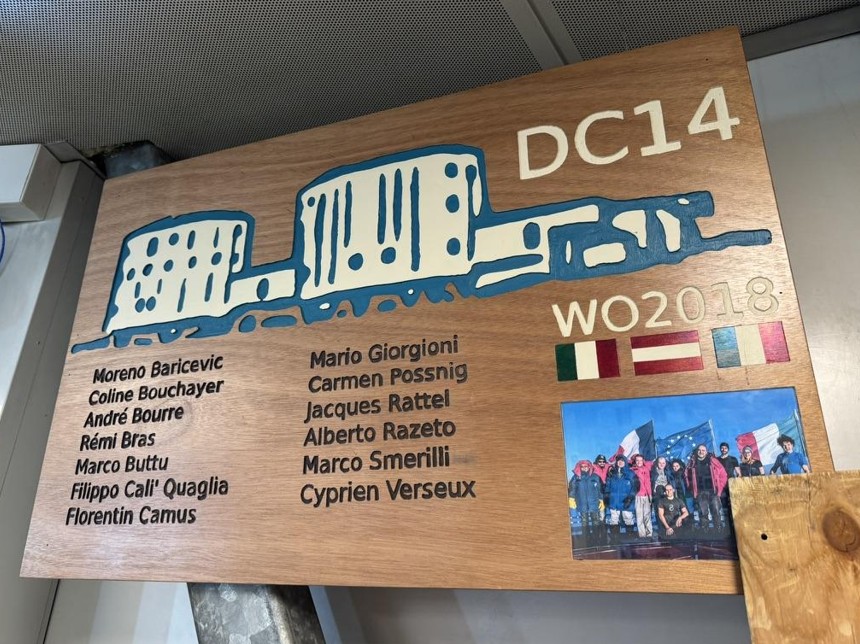 DC14
WO2018
Moreno Baricevic
Coline Bouchayer
André Bourre
Rémi Bras
Marco Buttu
Filippo Cali' Quaglia
Florentin Camus
Mario Giorgioni
Carmen Possnig
Jacques Rattel
Alberto Razeto
Marco Smerilli
Cyprien Verseux